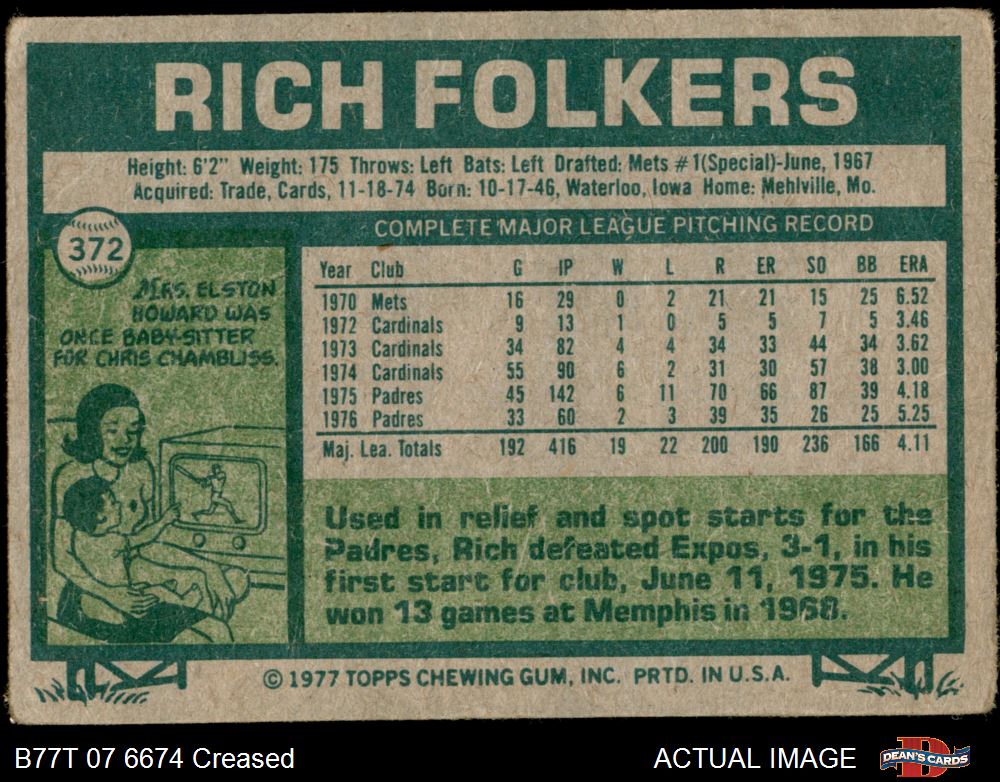 RICH FOLKERS
Height: 6'2" Weight: 175 Throws: Left Bats: Left Drafted: Mets #1(Special)-June, 1967
Acquired: Trade, Cards, 11-18-74 Born: 10-17-46, Waterloo, Iowa Home: Mehlville, Mo.
372
MRS. ELSTON
HOWARD WAS
ONCE BABY-SITTER
FOR CHRIS CHAMBLISS.
COMPLETE MAJOR LEAGUE PITCHING RECORD
Year Club G IP W L R ER SO BB ERA
1970 Mets 16 29 0 2 21 21 15 25 6.52
1972 Cardinals 9 13 1 0 5 5 7 5 3.46
1973 Cardinals 34 82 4 4 34 33 44 34 3.62
1974 Cardinals 55 90 6 2 31 30 57 38 3.00
1975 Padres 45 142 6 11 70 66 87 39 4.18
1976 Padres 33 60 2 3 39 35 26 25 5.25
Maj. Lea. Totals 192 416 19 22 200 190 236 166 4.11
Used in relief and spot starts for the
Padres, Rich defeated Expos, 3-1, in his
first start for club, June 11, 1975. He
won 13 games at Memphis in 1968.
© 1977 TOPPS CHEWING GUM, INC. PRTD. IN U.S.A.
B77T 07 6674 Creased
ACTUAL IMAGE
D
DEAN'S CARDS